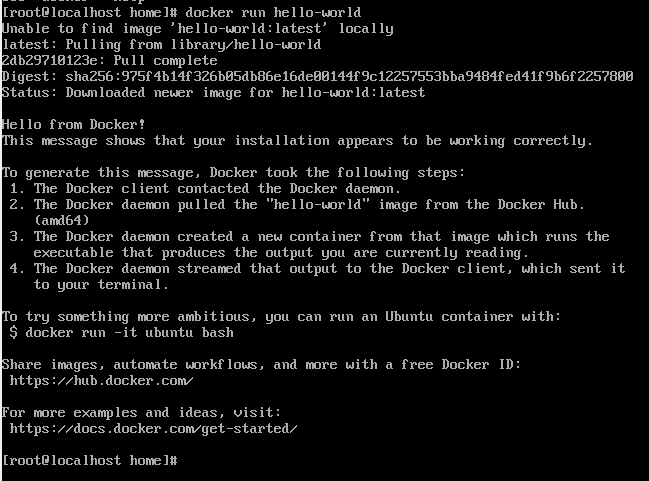 [root@localhost home]# docker run hello-world
Unable to find image 'hello-world:latest' locally
latest: Pulling from library/hello-world
2db29710123e: Pull complete
Digest: sha256:975f4b14f326b05db86e16de00144f9c12257553bba9484fed41f9b6f2257800
Status: Downloaded newer image for hello-world:latest

Hello from Docker!
This message shows that your installation appears to be working correctly.

To generate this message, Docker took the following steps:
 1. The Docker client contacted the Docker daemon.
 2. The Docker daemon pulled the "hello-world" image from the Docker Hub.
    (amd64)
 3. The Docker daemon created a new container from that image which runs the
    executable that produces the output you are currently reading.
 4. The Docker daemon streamed that output to the Docker client, which sent it
    to your terminal.

To try something more ambitious, you can run an Ubuntu container with:
 $ docker run -it ubuntu bash

Share images, automate workflows, and more with a free Docker ID:
 https://hub.docker.com/

For more examples and ideas, visit:
 https://docs.docker.com/get-started/

[root@localhost home]#